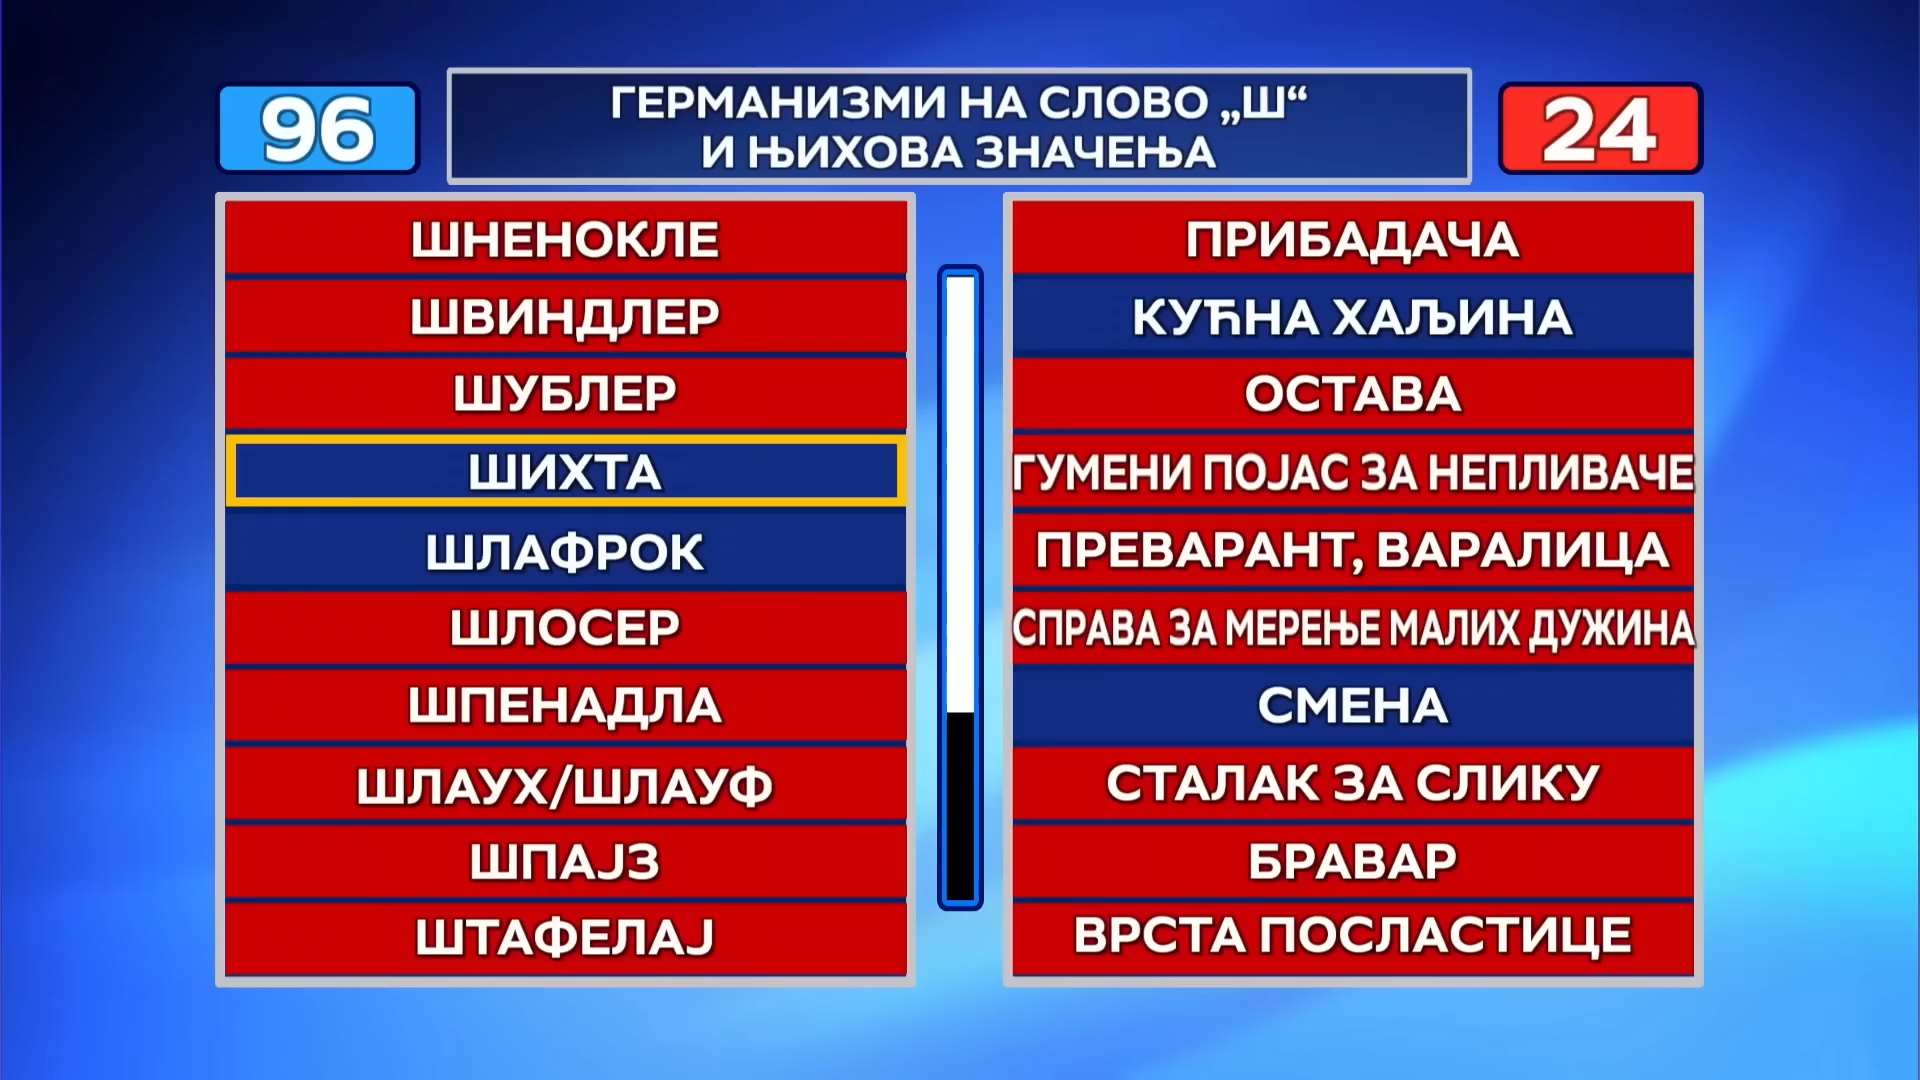 96
ГЕРМАНИЗМИ НА СЛОВО „Ш“
И ЊИХОВА ЗНАЧЕЊА
24
ШНЕНОКЛЕ
ШВИНДЛЕР
ШУБЛЕР
ШИХТА
ШЛАФРОК
ШЛОСЕР
ШПЕНАДЛА
ШЛАУХ/ШЛАУФ
ШПАЈЗ
ШТАФЕЛАЈ
ПРИБАДАЧА
КУЋНА ХАЉИНА
ОСТАВА
ГУМЕНИ ПОЈАС ЗА НЕПЛИВАЧЕ
ПРЕВАРАНТ, ВАРАЛИЦА
СПРАВА ЗА МЕРЕЊЕ МАЛИХ ДУЖИНА
СМЕНА
СТАЛАК ЗА СЛИКУ
БРАВАР
ВРСТА ПОСЛАСТИЦЕ